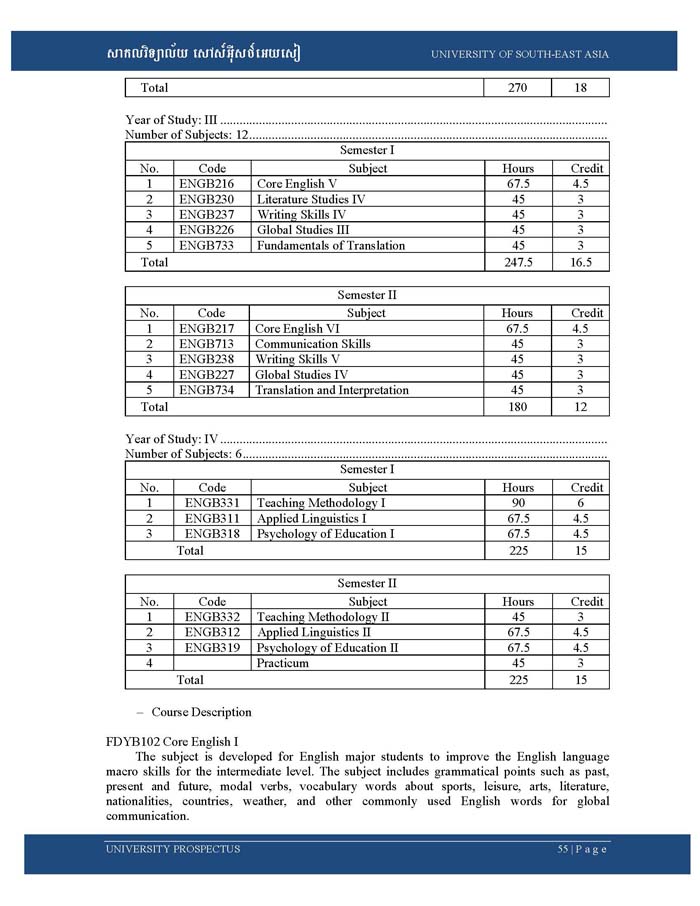 សាកលវិទ្យាល័យ សៅស៍អ៊ីសថ៍អេយសៀ
UNIVERSITY OF SOUTH-EAST ASIA
Total 270 18
Year of Study: III
Number of Subjects: 12
Semester I
No. Code Subject Hours Credit
1 ENGB216 Core English V 67.5 4.5
2 ENGB230 Literature Studies IV 45 3
3 ENGB237 Writing Skills IV 45 3
4 ENGB226 Global Studies III 45 3
5 ENGB733 Fundamentals of Translation 45 3
Total 247.5 16.5
Semester II
No. Code Subject Hours Credit
1 ENGB217 Core English VI 67.5 4.5
2 ENGB713 Communication Skills 45 3
3 ENGB238 Writing Skills V 45 3
4 ENGB227 Global Studies IV 45 3
5 ENGB734 Translation and Interpretation 45 3
Total 180 12
Year of Study: IV
Number of Subjects: 6
Semester I
No. Code Subject Hours Credit
1 ENGB331 Teaching Methodology I 90 6
2 ENGB311 Applied Linguistics I 67.5 4.5
3 ENGB318 Psychology of Education I 67.5 4.5
Total 225 15
Semester II
No. Code Subject Hours Credit
1 ENGB332 Teaching Methodology II 45 3
2 ENGB312 Applied Linguistics II 67.5 4.5
3 ENGB319 Psychology of Education II 67.5 4.5
4 Practicum 45 3
Total 225 15
– Course Description
FDYB102 Core English I
The subject is developed for English major students to improve the English language
macro skills for the intermediate level. The subject includes grammatical points such as past,
present and future, modal verbs, vocabulary words about sports, leisure, arts, literature,
nationalities, countries, weather, and other commonly used English words for global
communication.
UNIVERSITY PROSPECTUS 55 | P a g e